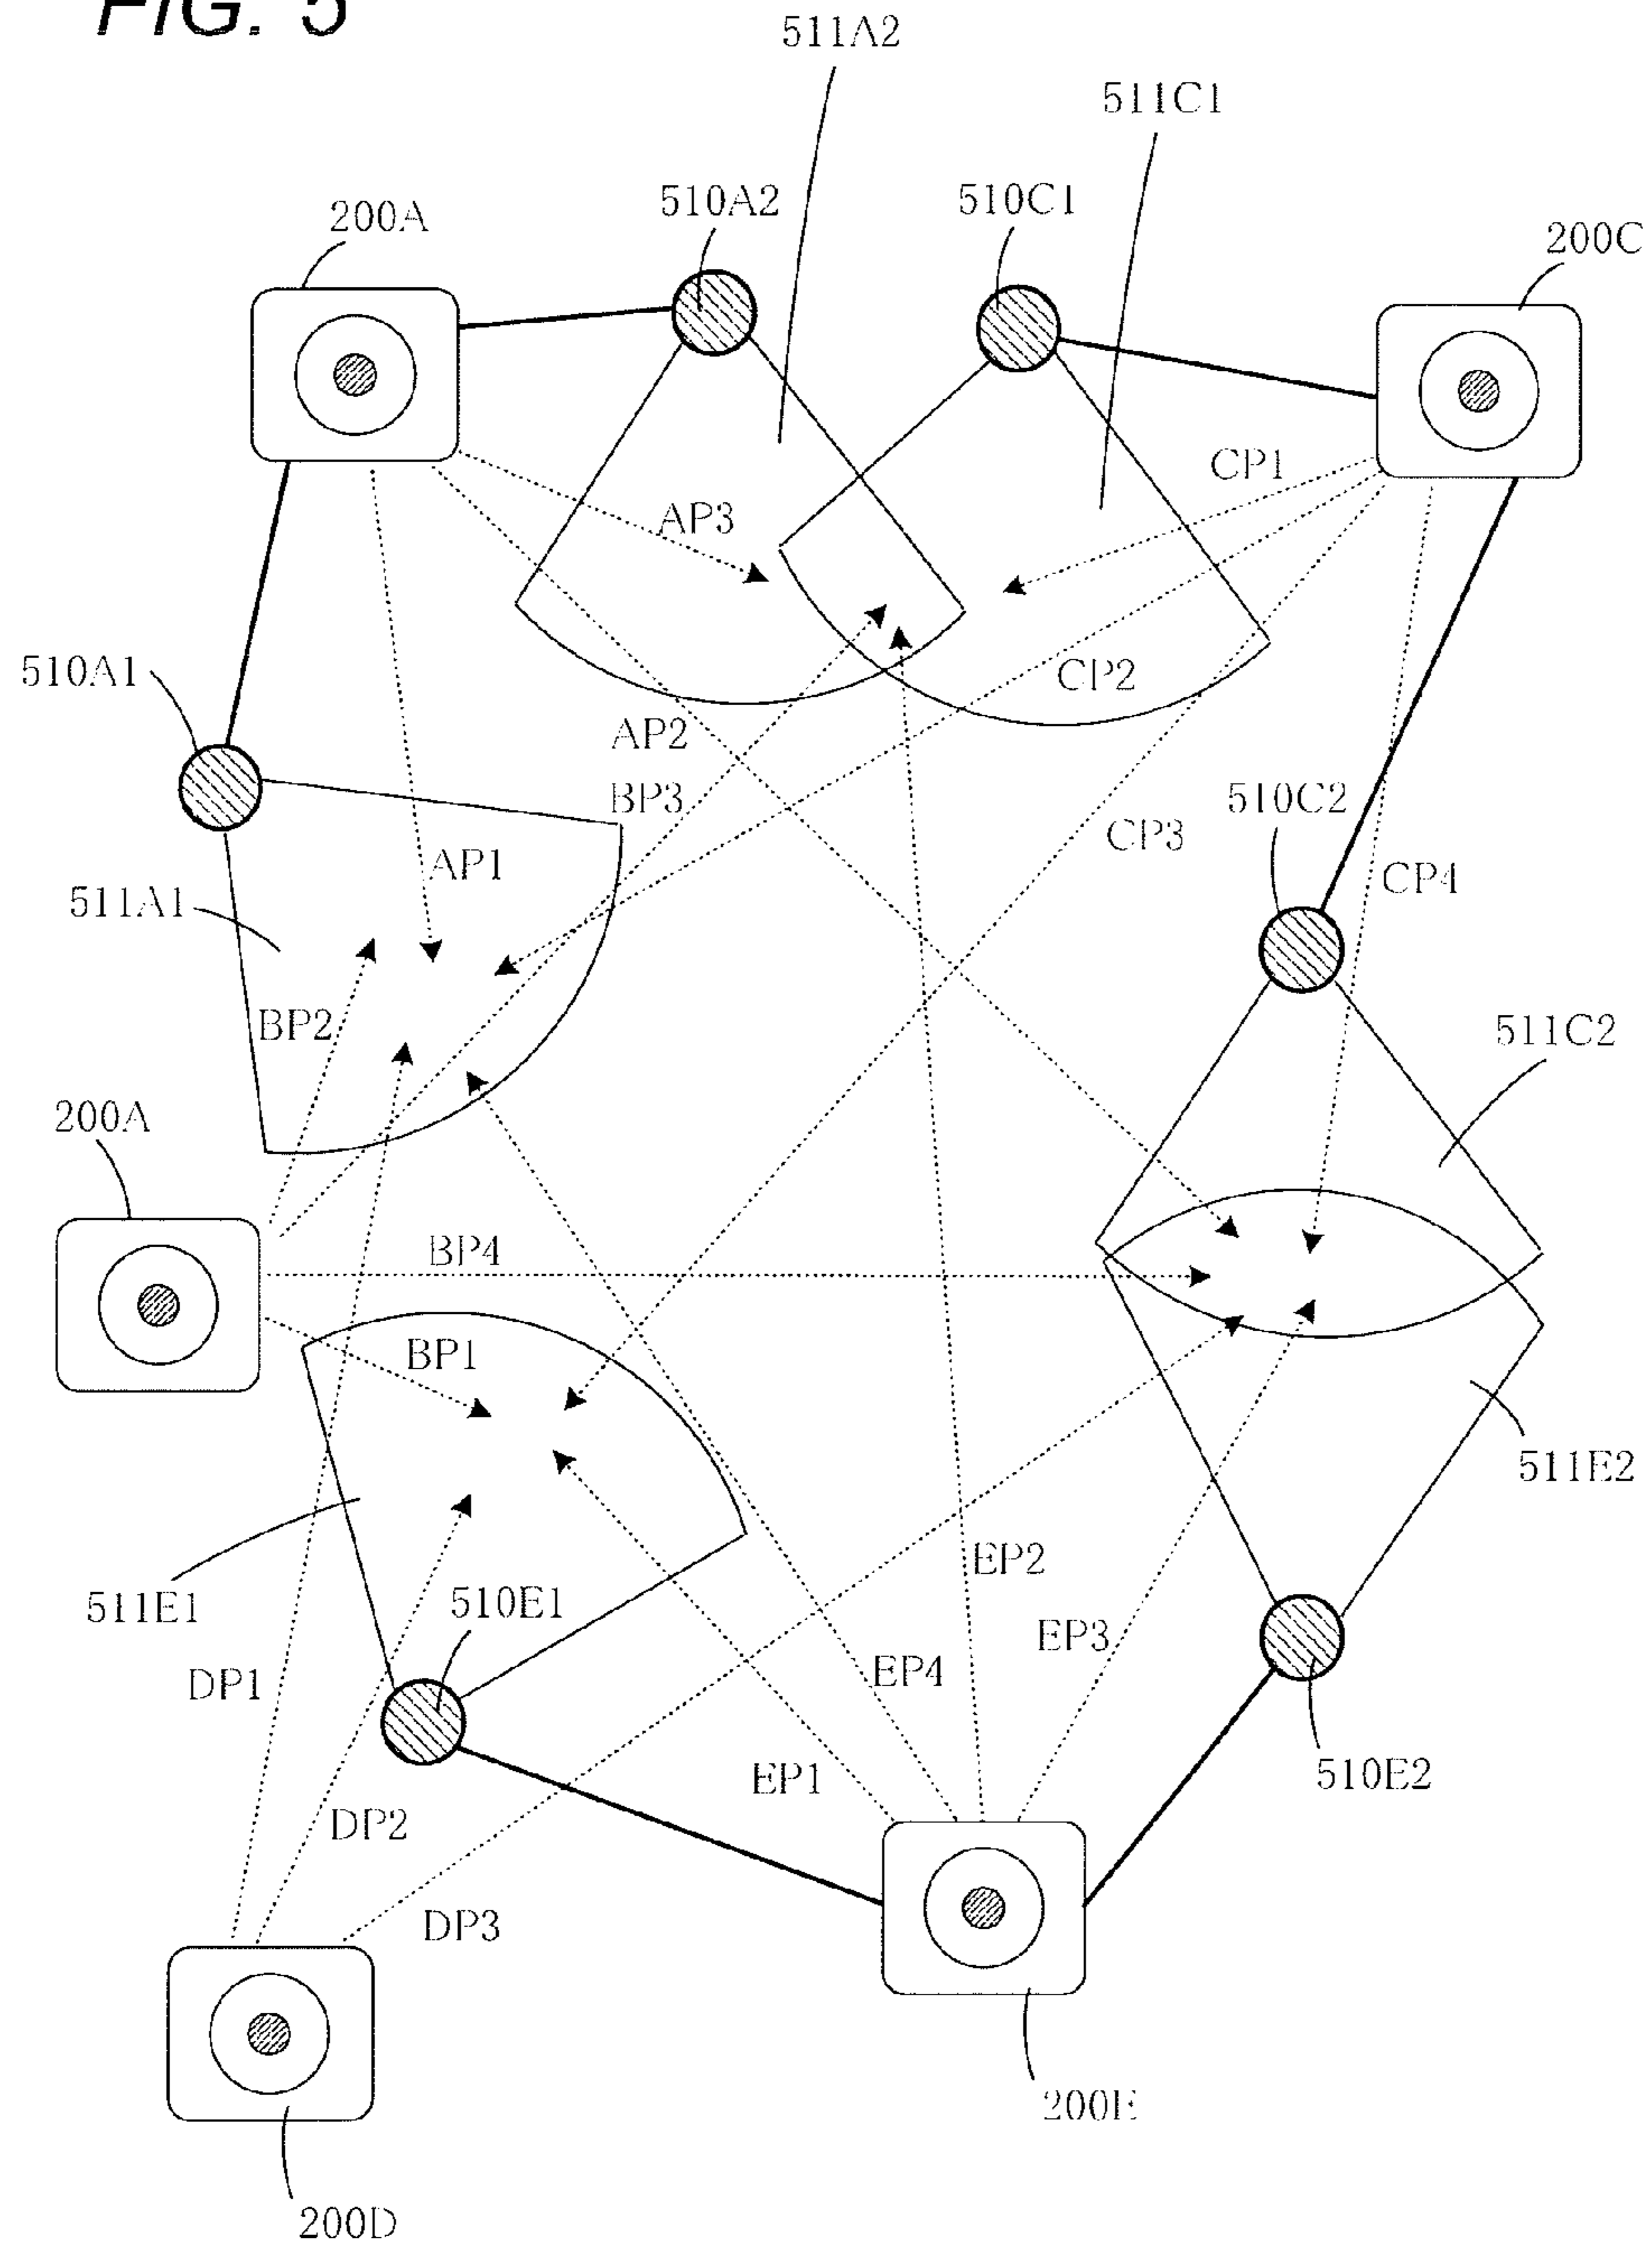 FIG. 5
511A2
511C1
510A2
510C1
200A
200C
CP1
AP3
510A1
CP2
AP2
BP3
510C2
CP3
AP1
CP4
511A1
BP2
511C2
200A
BP4
BP1
511E2
EP2
511E1
510E1
EP3
EP4
DP1
510E2
EP1
DP2
DP3
200D